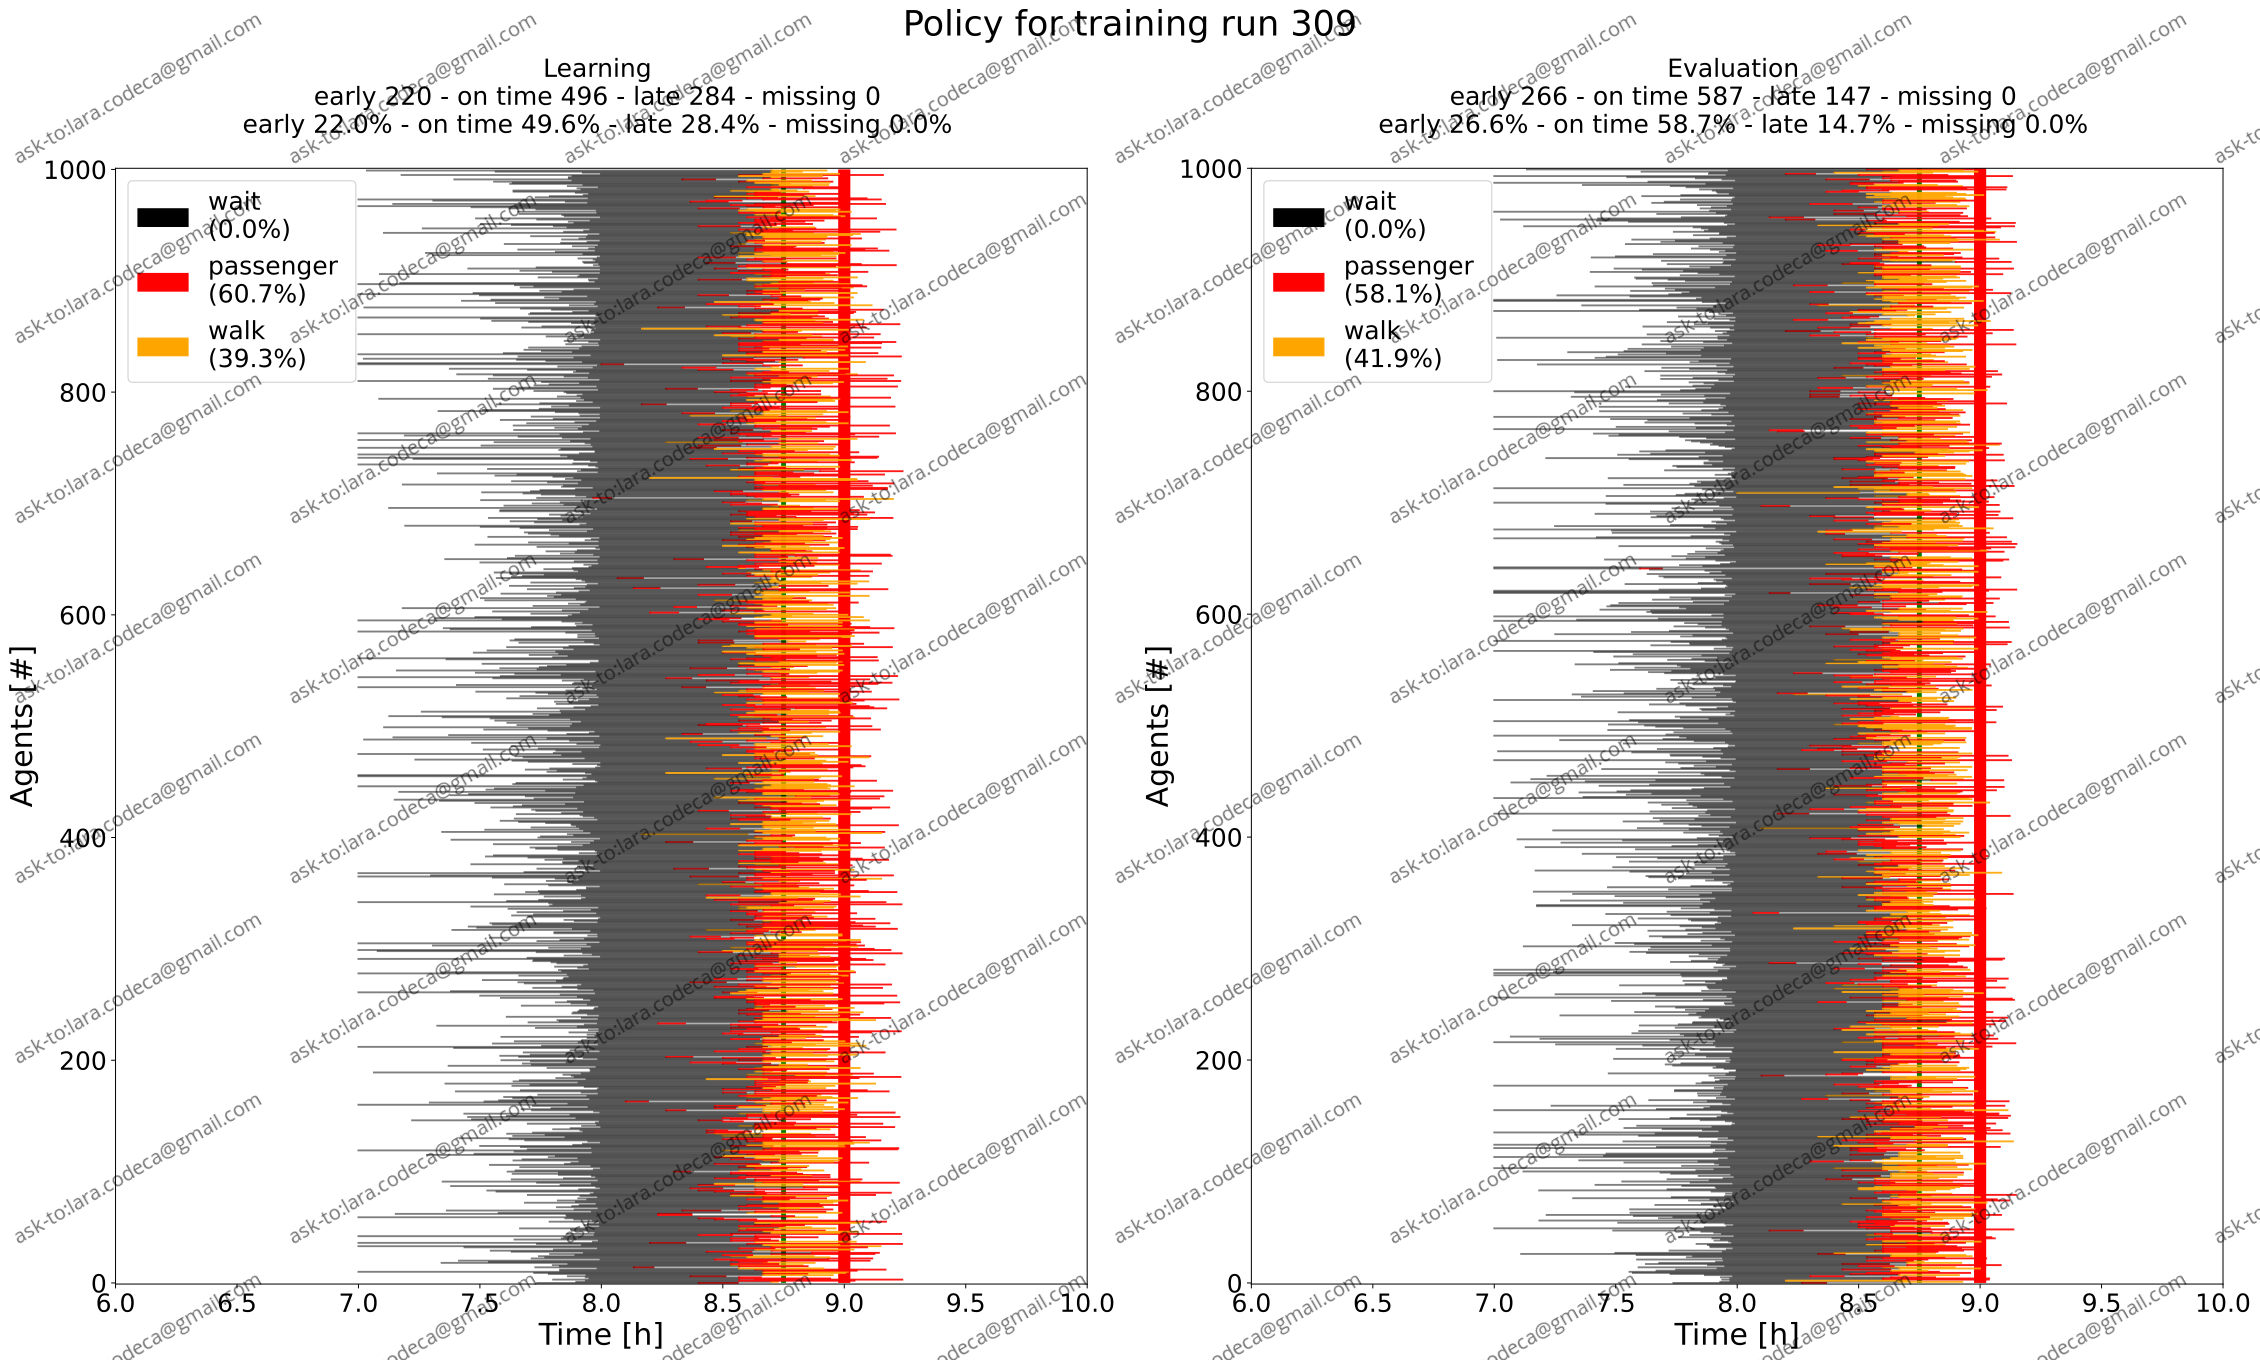 Policy for training run 309
Learning
early 220 - on time 496 - late 284 - missing 0
early 22.0% - on time 49.6% - late 28.4% - missing 0.0%
wait
(0.0%)
passenger
(60.7%)
walk
(39.3%)
1000
800
600
400
200
0
Agents [#]
6.0 6.5 7.0 7.5 8.0 8.5 9.0 9.5 10.0
Time [h]
Evaluation
early 266 - on time 587 - late 147 - missing 0
early 26.6% - on time 58.7% - late 14.7% - missing 0.0%
wait
(0.0%)
passenger
(58.1%)
walk
(41.9%)
1000
800
600
400
200
0
Agents [#]
6.0 6.5 7.0 7.5 8.0 8.5 9.0 9.5 10.0
Time [h]
ask-to:lara.codeca@gmail.com